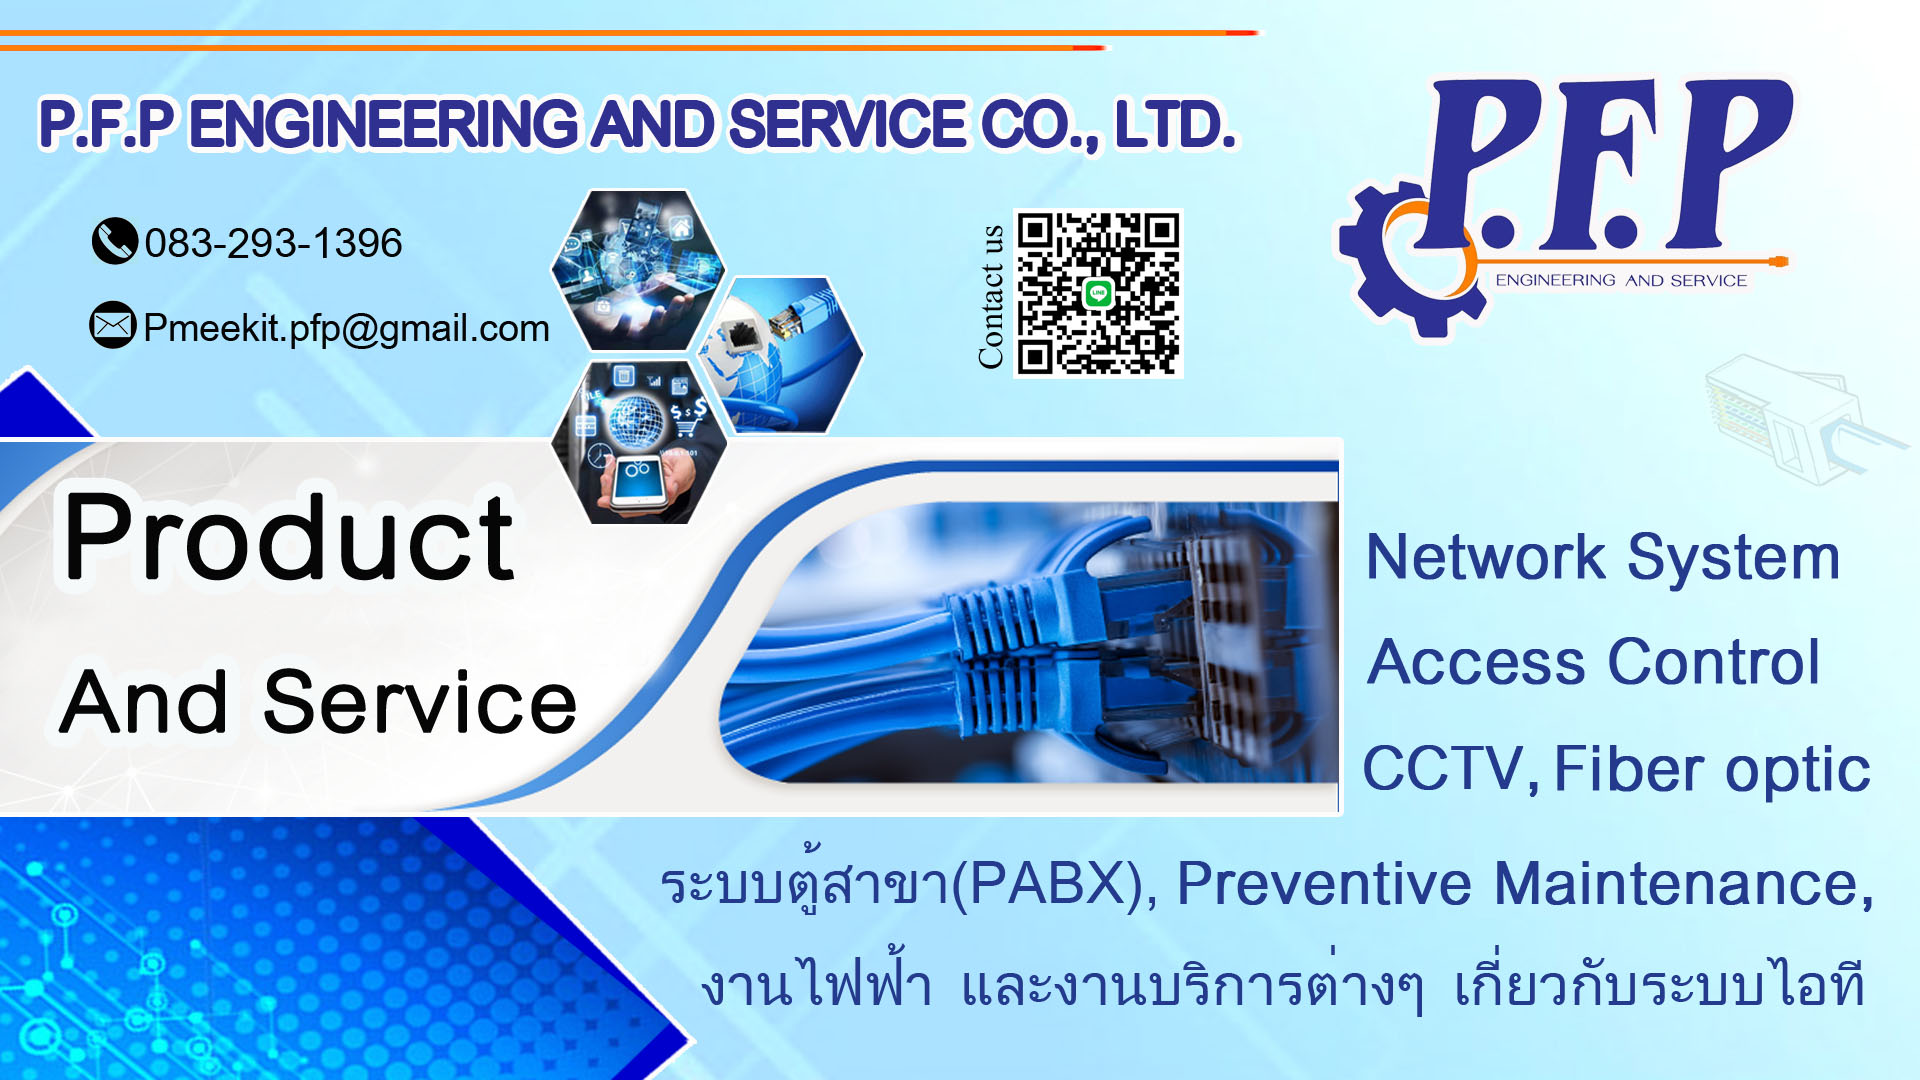 P.F.P ENGINEERING AND SERVICE CO., LTD.
083-293-1396
Pmeekit.pfp@gmail.com
Contact us
LINE
P.F.P
ENGINEERING AND SERVICE
Product
And Service
Network System
Access Control
CCTV, Fiber optic
ระบบตู้สาขา(PABX), Preventive Maintenance,
งานไฟฟ้า และงานบริการต่างๆ เกี่ยวกับระบบไอที